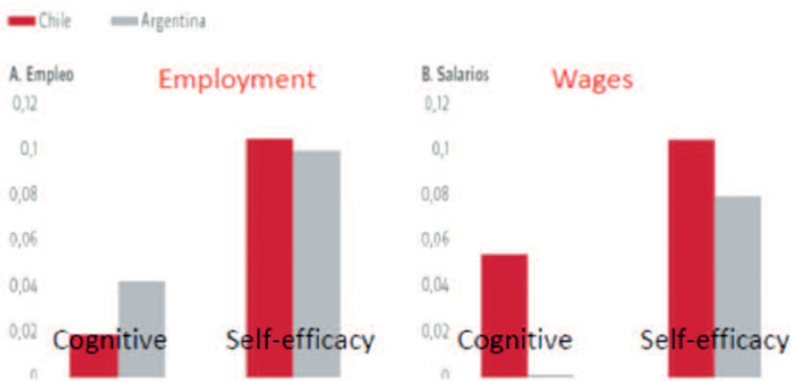 Chile Argentina
A. Empleo Employment
0,12
0,1
0,08
0,06
0,04
0,02
0
Cognitive Self-efficacy
B. Salarios Wages
0,12
0,1
0,08
0,06
0,04
0,02
0
Cognitive Self-efficacy